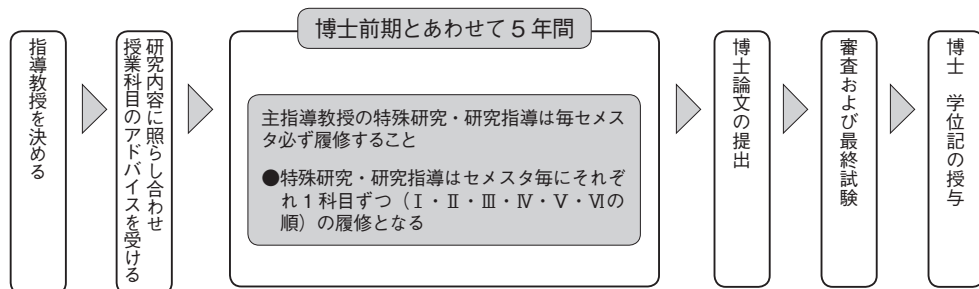 指導教授を決める
研究内容に照らし合わせ
授業科目のアドバイスを受ける
博士前期とあわせて5年間
主指導教授の特殊研究・研究指導は毎セメス
タ必ず履修すること
●特殊研究・研究指導はセメスタ毎にそれぞ
れ1科目ずつ（Ⅰ・Ⅱ・Ⅲ・Ⅳ・Ⅴ・Ⅵの
順）の履修となる
博士論文の提出
審査および最終試験
博士　学位記の授与